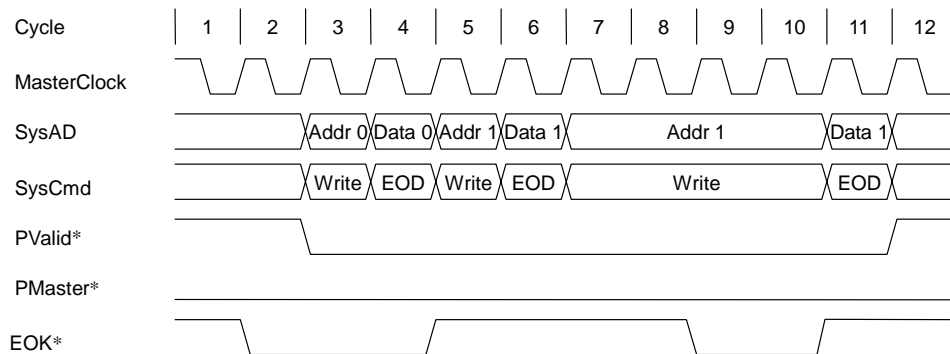 Cycle 1 2 3 4 5 6 7 8 9 10 11 12
MasterClock
SysAD Addr 0 Data 0 Addr 1 Data 1 Addr 1 Data 1
SysCmd Write EOD Write EOD Write EOD
PValid*
PMaster*
EOK*